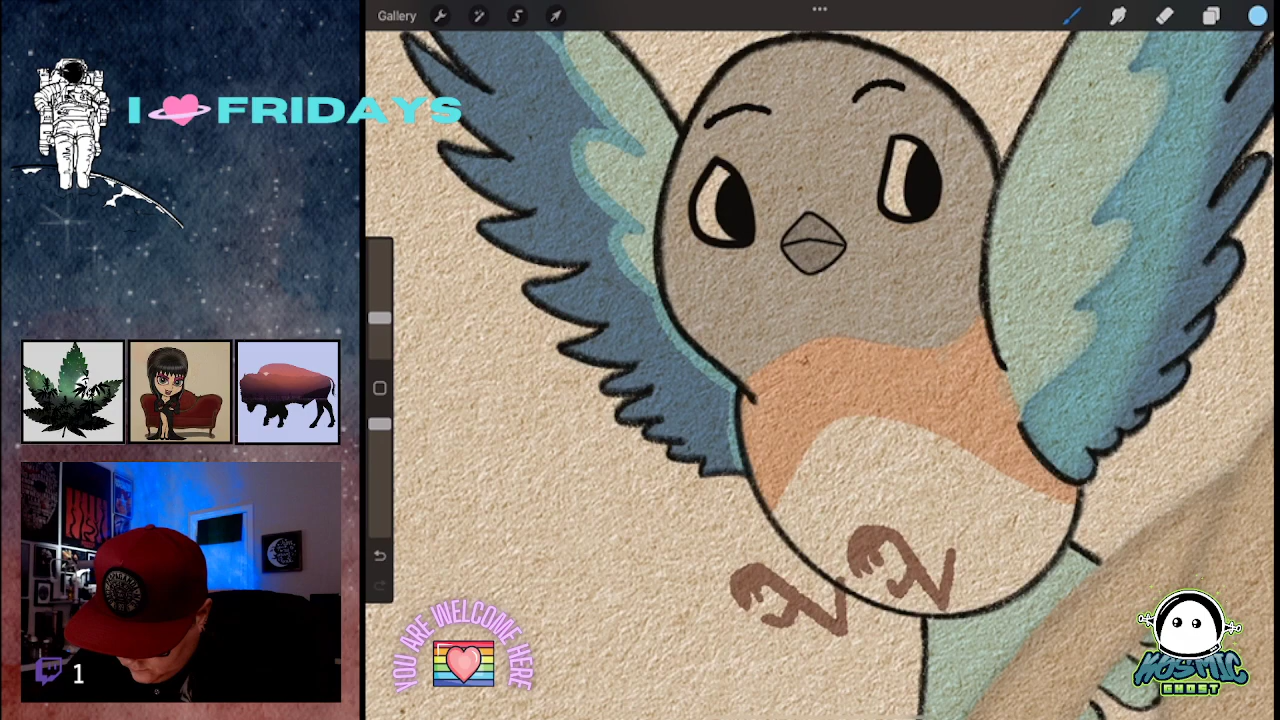 Gallery
I FRIDAYS
YOU ARE WELCOME HERE
1
KOSMIC
GHOST